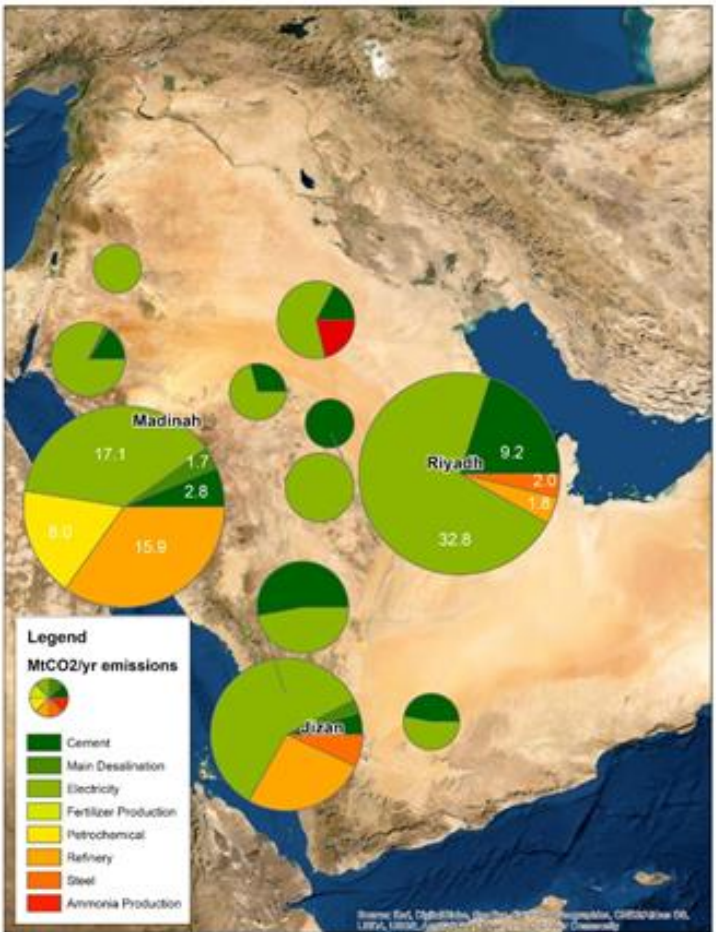 Madinah
17.1
1.7
2.8
8.0
15.9
Riyadh
9.2
2.0
1.8
32.8
Jizan
Legend
MtCO2/yr emissions
Cement
Main Desalination
Electricity
Fertilizer Production
Petrochemical
Refinery
Steel
Ammonia Production